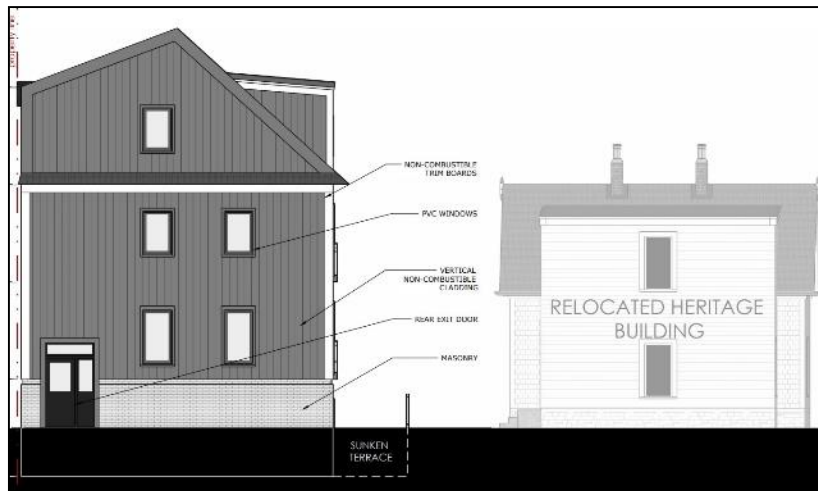 NON-COMBUSTIBLE
TRIM BOARDS
PVC WINDOWS
VERTICAL
NON-COMBUSTIBLE
CLADDING
REAR EXIT DOOR
MASONRY
RELOCATED HERITAGE
BUILDING
SUNKEN
TERRACE